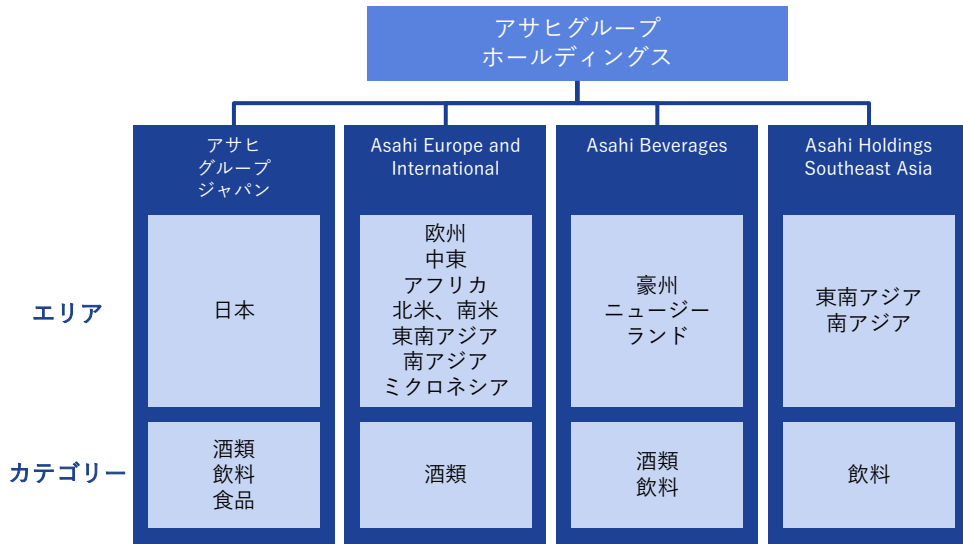 アサヒグループ
ホールディングス
アサヒ
グループ
ジャパン
Asahi Europe and
International
Asahi Beverages
Asahi Holdings
Southeast Asia
エリア
日本
欧州
中東
アフリカ
北米、南米
東南アジア
南アジア
ミクロネシア
豪州
ニュージー
ランド
東南アジア
南アジア
カテゴリー
酒類
飲料
食品
酒類
酒類
飲料
飲料